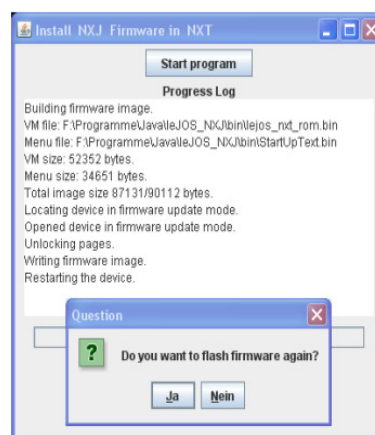 Install NXJ Firmware in NXT
Start program
Progress Log
Building firmware image.
VM file: F:\Programme\Java\leJOS_NXJ\bin\lejos_nxt_rom.bin
Menu file: F:\Programme\Java\leJOS_NXJ\bin\StartUpText.bin
VM size: 52352 bytes.
Menu size: 34651 bytes.
Total image size 87131/90112 bytes.
Locating device in firmware update mode.
Opened device in firmware update mode.
Unlocking pages.
Writing firmware image.
Restarting the device.
Question
Do you want to flash firmware again?
Ja
Nein